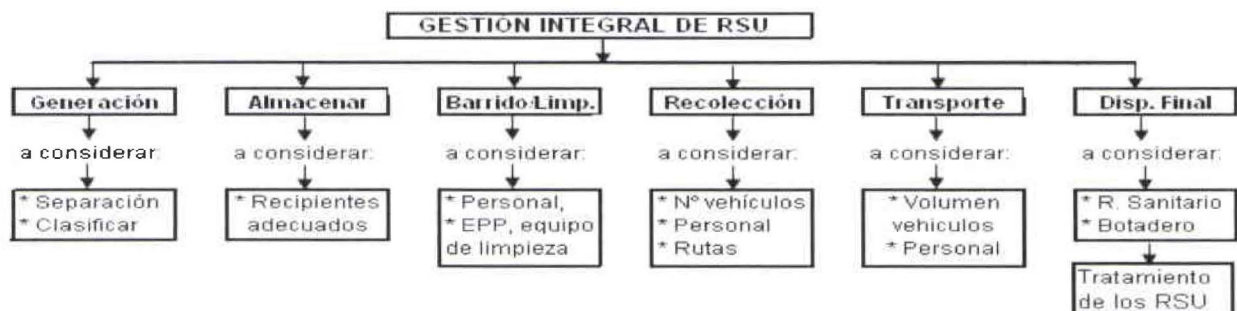 GESTION INTEGRAL DE RSU
Generación
a considerar:
* Separación
* Clasificar
Almacenar
a considerar:
* Recipientes
adecuados
Barrido/Limp.
a considerar:
* Personal,
* EPP, equipo
de limpieza
Recolección
a considerar:
* Nº vehículos
* Personal
* Rutas
Transporte
a considerar:
* Volumen
vehiculos
* Personal
Disp. Final
a considerar:
* R. Sanitario
* Botadero
Tratamiento
de los RSU